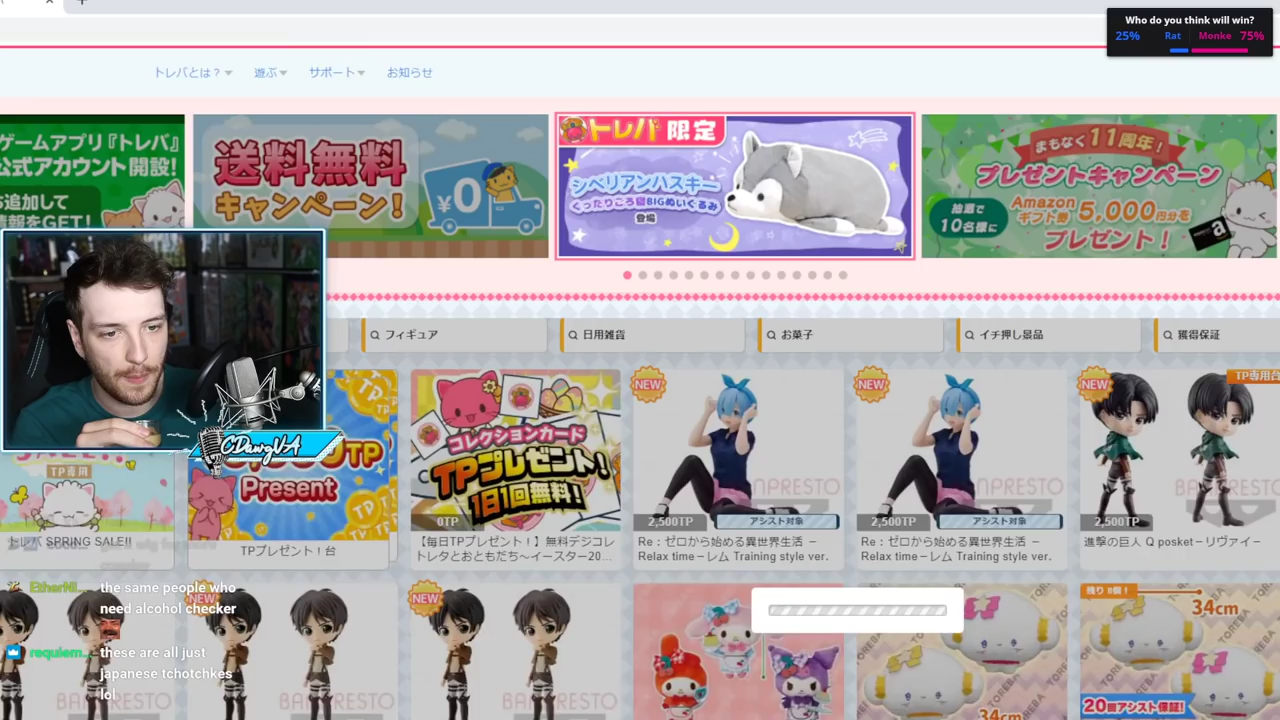 Who do you think will win?
25% Rat Monke 75%
トレバとは？ 遊ぶ サポート お知らせ
ゲームアプリ『トレバ』
公式アカウント開設!
追加して
情報をGET!
送料無料
キャンペーン!
¥0
トレバ 限定
シベリアンハスキー
くったりころ寝BIGぬいぐるみ
登場
まもなく11周年!
プレゼントキャンペーン
抽選で
10名様に
Amazon
ギフト券 5,000円分を
プレゼント!
フィギュア 日用雑貨 お菓子 イチ押し景品 獲得保証
TP専用
トレバ SPRING SALE!!
TP
Present
TPプレゼント！台
コレクションカード
TPプレゼント!
1日1回無料!
0TP
【毎日TPプレゼント！】無料デジコレ
トレタとおともだち～イースター20...
NEW
2,500TP アシスト対象
Re：ゼロから始める異世界生活 －
Relax time－レム Training style ver.
NEW
NPRESTO
2,500TP アシスト対象
Re：ゼロから始める異世界生活 －
Relax time－レム Training style ver.
NEW
TP専用台
2,500TP
進撃の巨人 Q posket－リヴァイ－
CDawgVA
EtherNi... the same people who
need alcohol checker
requiem... these are all just
japanese tchotchkes
lol
NEW
NEW
BANPRESTO
34cm
TOREBA
残り 8個！
34cm
20回アシスト保証!